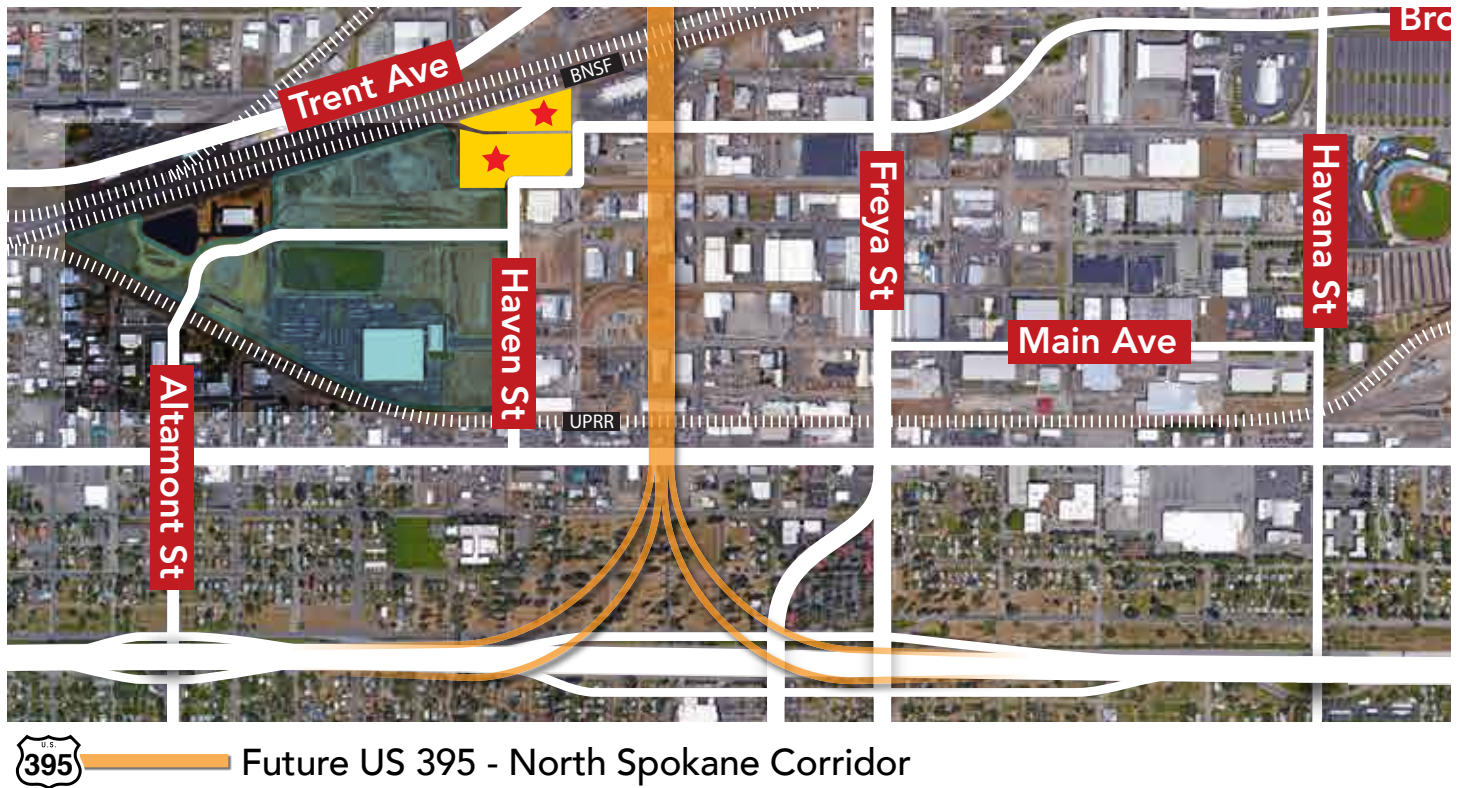 Bro
Trent Ave
BNSF
Freya St
Havana St
Haven St
Main Ave
Altamont St
UPRR
U.S.
395
Future US 395 - North Spokane Corridor